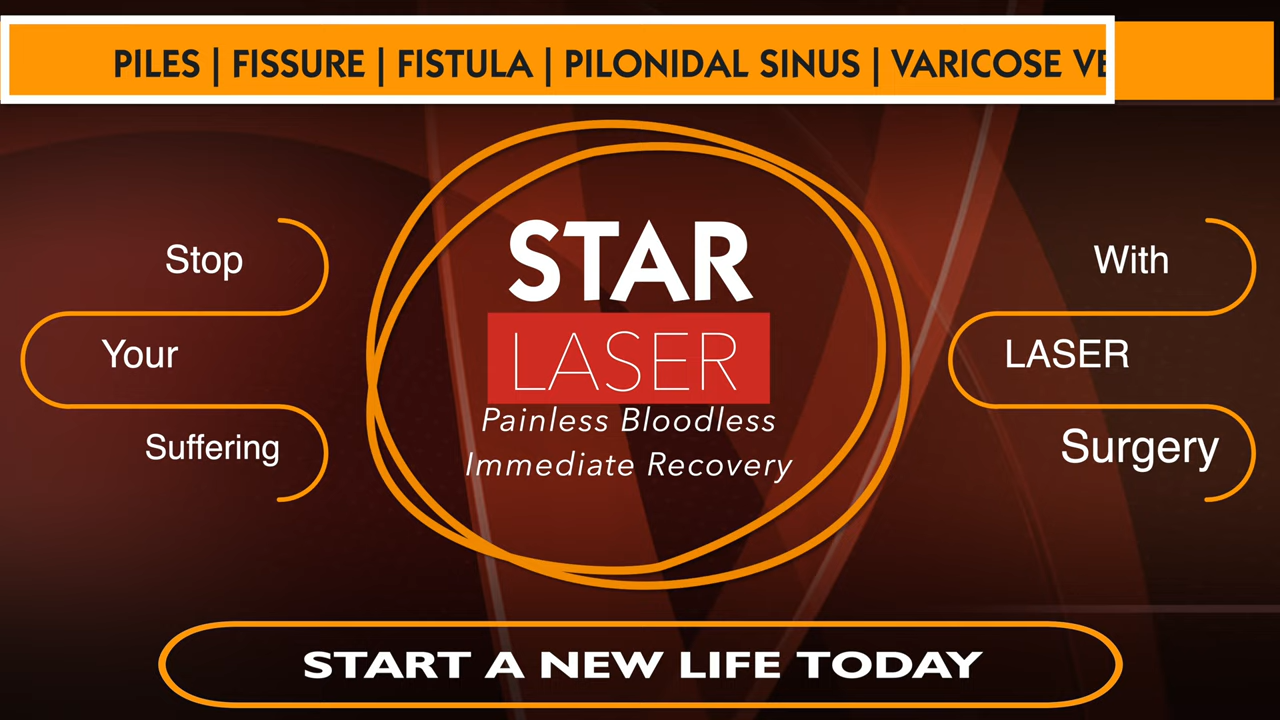 PILES | FISSURE | FISTULA | PILONIDAL SINUS | VARICOSE
Stop
Your
Suffering
STAR
LASER
Painless Bloodless
Immediate Recovery
With
LASER
Surgery
START A NEW LIFE TODAY